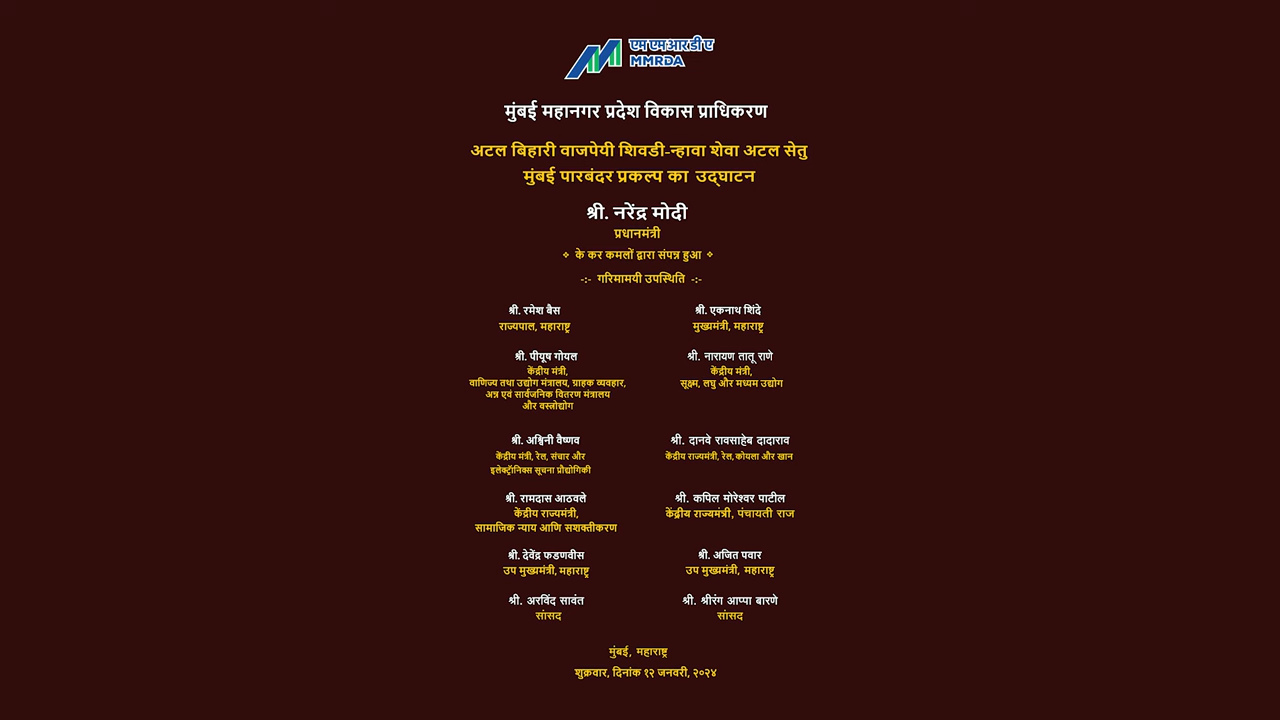 एम एम आर डी ए
MMRDA
मुंबई महानगर प्रदेश विकास प्राधिकरण
अटल बिहारी वाजपेयी शिवडी-न्हावा शेवा अटल सेतु
मुंबई पारबंदर प्रकल्प का उद्‌घाटन
श्री. नरेंद्र मोदी
प्रधानमंत्री
❖ के कर कमलों द्वारा संपन्न हुआ ❖
-:- गरिमामयी उपस्थिति -:-
श्री. रमेश बैस
राज्यपाल, महाराष्ट्र
श्री. एकनाथ शिंदे
मुख्यमंत्री, महाराष्ट्र
श्री. पीयूष गोयल
केंद्रीय मंत्री,
वाणिज्य तथा उद्योग मंत्रालय, ग्राहक व्यवहार,
अन्न एवं सार्वजनिक वितरण मंत्रालय
और वस्त्रोद्योग
श्री. नारायण लातू राणे
केंद्रीय मंत्री,
सूक्ष्म, लघु और मध्यम उद्योग
श्री. अश्विनी वैष्णव
केंद्रीय मंत्री, रेल, संचार और
इलेक्ट्रॉनिक्स सूचना प्रौद्योगिकी
श्री. दानवे रावसाहेब दादाराव
केंद्रीय राज्यमंत्री, रेल, कोयला और खान
श्री. रामदास आठवले
केंद्रीय राज्यमंत्री,
सामाजिक न्याय आणि सशक्तीकरण
श्री. कपिल मोरेश्वर पाटील
केंद्रीय राज्यमंत्री, पंचायती राज
श्री. देवेंद्र फडणवीस
उप मुख्यमंत्री, महाराष्ट्र
श्री. अजित पवार
उप मुख्यमंत्री, महाराष्ट्र
श्री. अरविंद सावंत
सांसद
श्री. श्रीरंग आप्पा बारणे
सांसद
मुंबई, महाराष्ट्र
शुक्रवार, दिनांक १२ जनवरी, २०२४